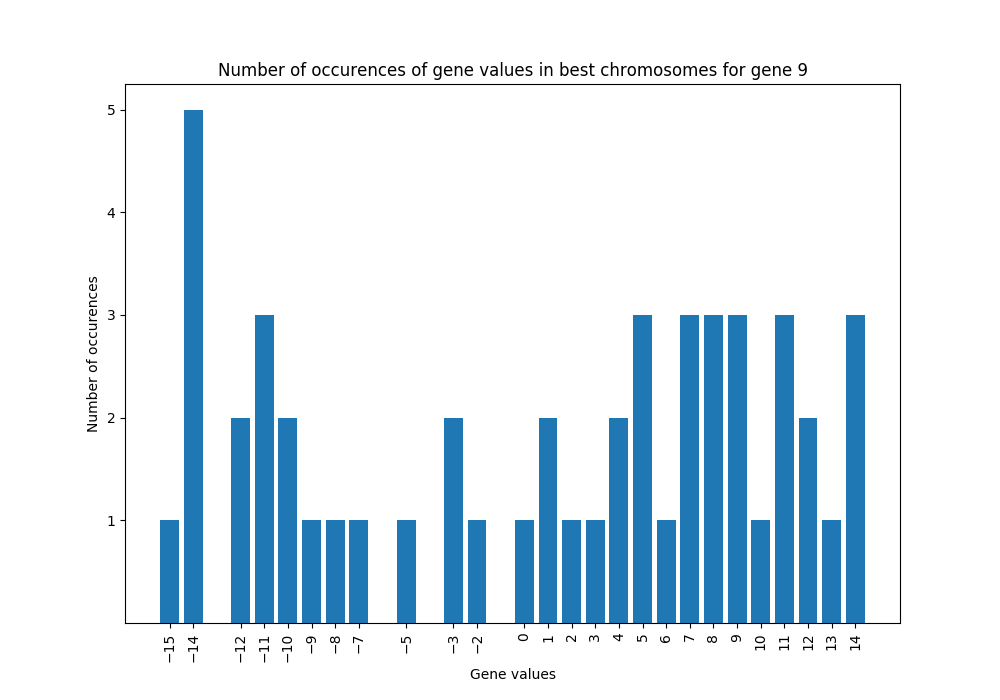 Number of occurences of gene values in best chromosomes for gene 9
5
4
3
2
1
Number of occurences
−15 −14 −12 −11 −10 −9 −8 −7 −5 −3 −2 0 1 2 3 4 5 6 7 8 9 10 11 12 13 14
Gene values